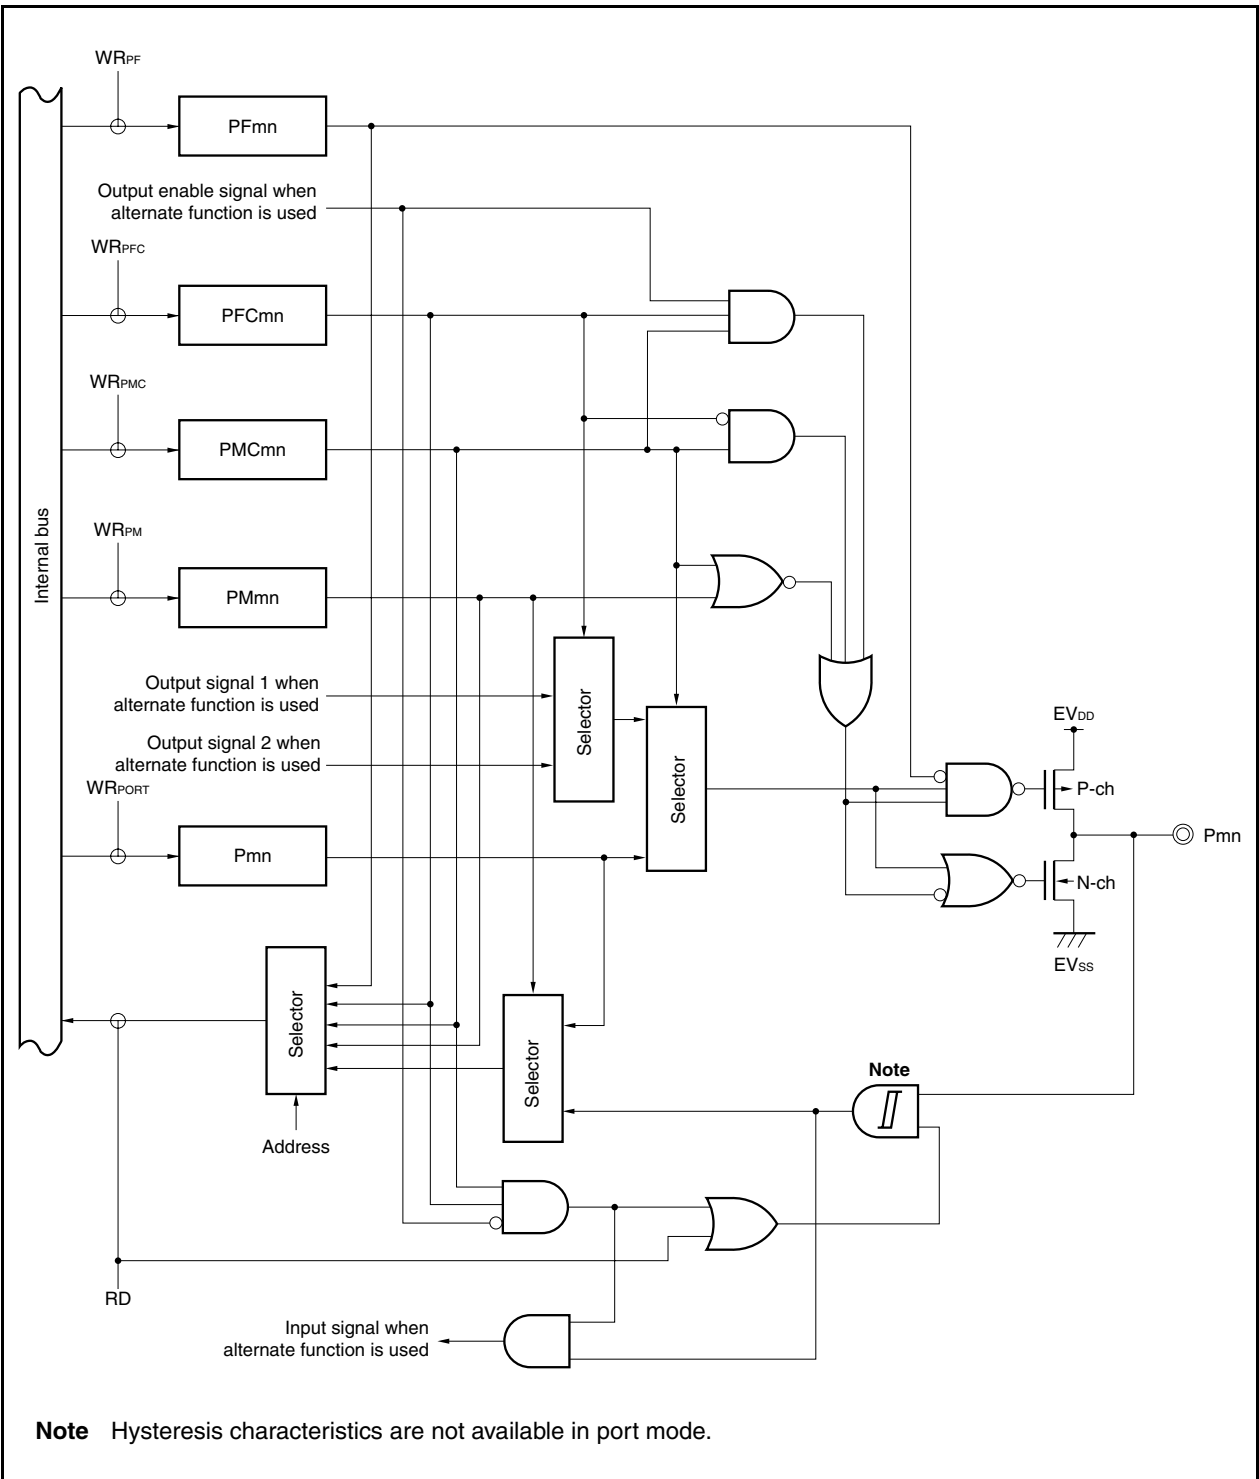 WRPF
PFmn
Output enable signal when
alternate function is used
WRPFC
PFCmn
WRPMC
PMCmn
Internal bus
WRPM
PMmn
Output signal 1 when
alternate function is used
Output signal 2 when
alternate function is used
Selector
Selector
WRPORT
Pmn
EVDD
P-ch
Pmn
N-ch
EVSS
Selector
Selector
Address
Note
RD
Input signal when
alternate function is used
Note Hysteresis characteristics are not available in port mode.